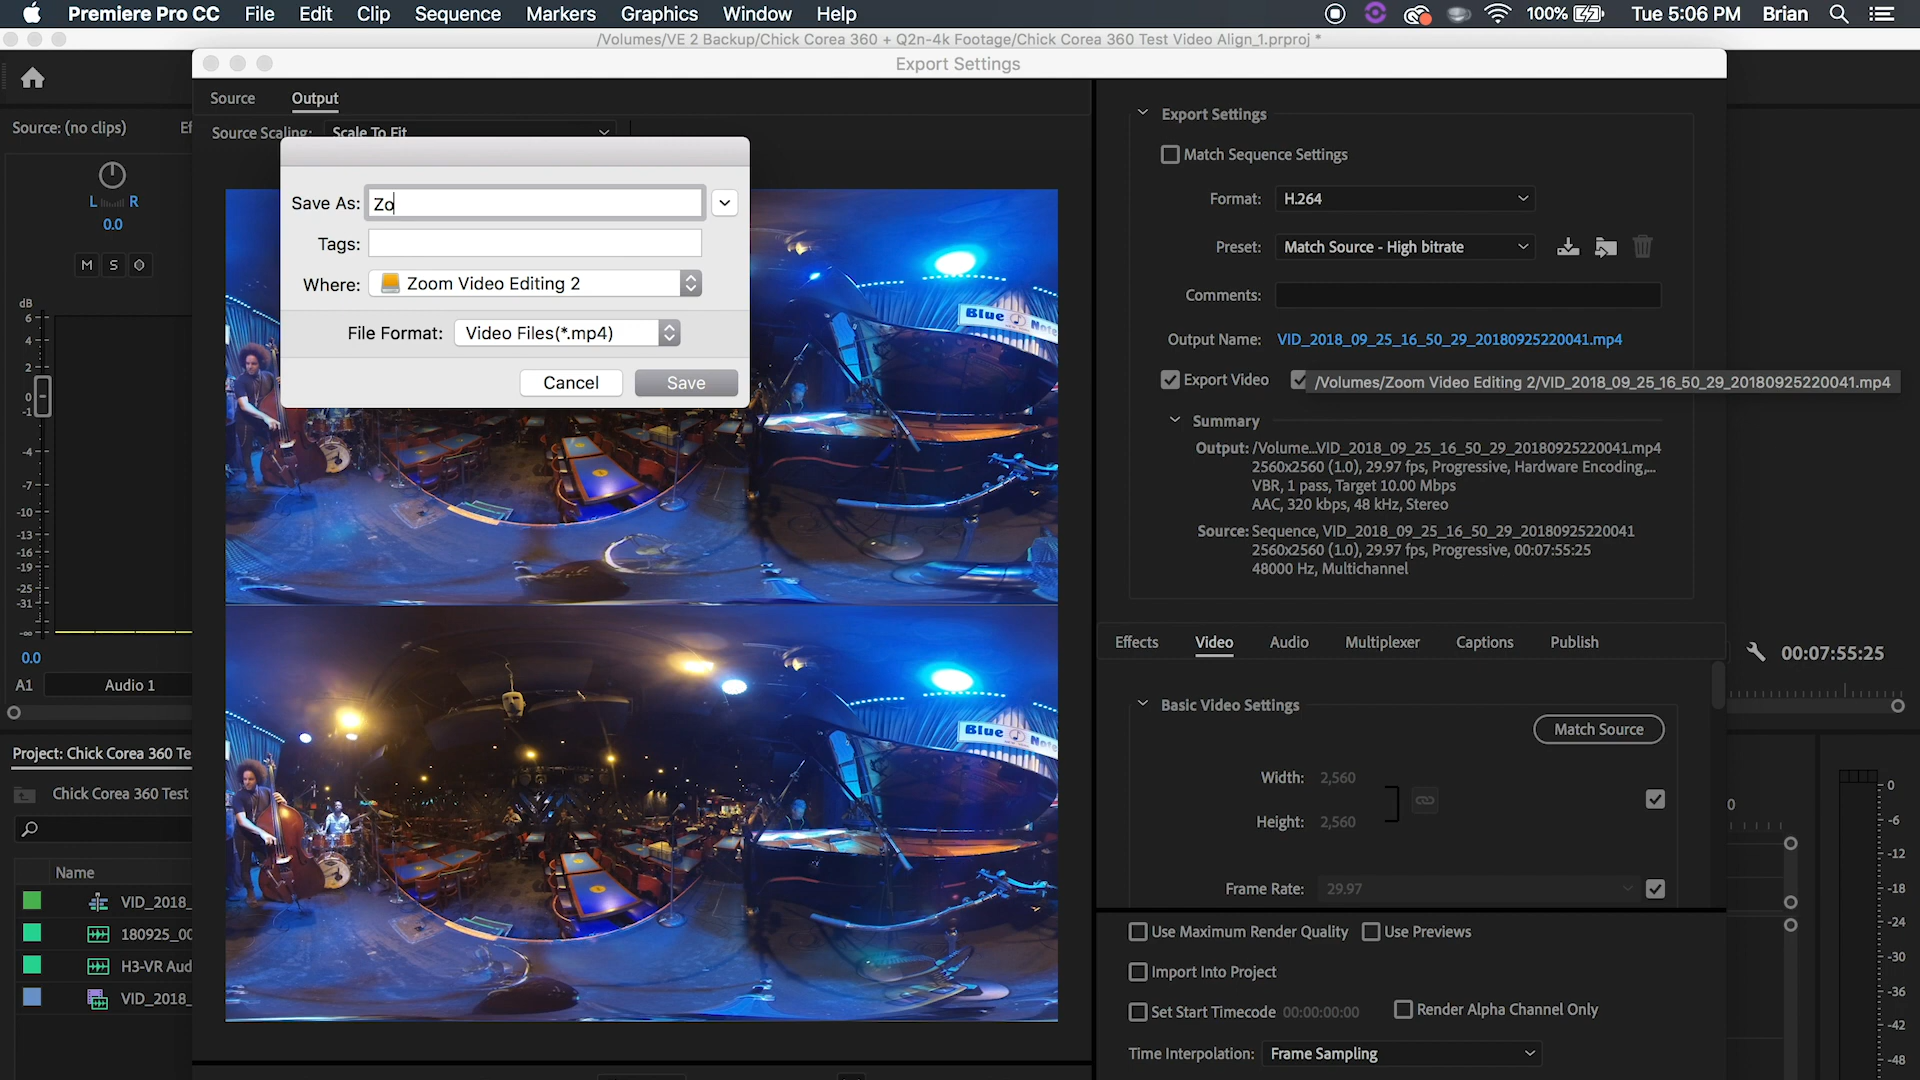 Premiere Pro CC File Edit Clip Sequence Markers Graphics Window Help 100% Tue 5:06 PM Brian
/Volumes/VE 2 Backup/Chick Corea 360 + Q2n-4k Footage/Chick Corea 360 Test Video Align_1.prproj *
Export Settings
Source: (no clips)
L R
0.0
M S
dB
6
4
2
0
-1
-4
-7
-10
-13
-16
-19
-25
-31
-∞
0.0
A1 Audio 1
Project: Chick Corea 360 Te
Chick Corea 360 Test
Name
VID_2018_
180925_00
H3-VR Aud
VID_2018_
Source Output
Source Scaling: Scale To Fit
Save As: Zo
Tags:
Where: Zoom Video Editing 2
File Format: Video Files(*.mp4)
Cancel Save
Blue Note
Blue Note
Export Settings
Match Sequence Settings
Format: H.264
Preset: Match Source - High bitrate
Comments:
Output Name: VID_2018_09_25_16_50_29_20180925220041.mp4
Export Video /Volumes/Zoom Video Editing 2/VID_2018_09_25_16_50_29_20180925220041.mp4
Summary
Output: /Volume...VID_2018_09_25_16_50_29_20180925220041.mp4
2560x2560 (1.0), 29.97 fps, Progressive, Hardware Encoding,...
VBR, 1 pass, Target 10.00 Mbps
AAC, 320 kbps, 48 kHz, Stereo
Source: Sequence, VID_2018_09_25_16_50_29_20180925220041
2560x2560 (1.0), 29.97 fps, Progressive, 00:07:55:25
48000 Hz, Multichannel
Effects Video Audio Multiplexer Captions Publish
Basic Video Settings
Match Source
Width: 2,560
Height: 2,560
Frame Rate: 29.97
Use Maximum Render Quality Use Previews
Import Into Project
Set Start Timecode 00:00:00:00 Render Alpha Channel Only
Time Interpolation: Frame Sampling
00:07:55:25
0
0
-6
-12
-18
-24
-30
-36
-42
-48